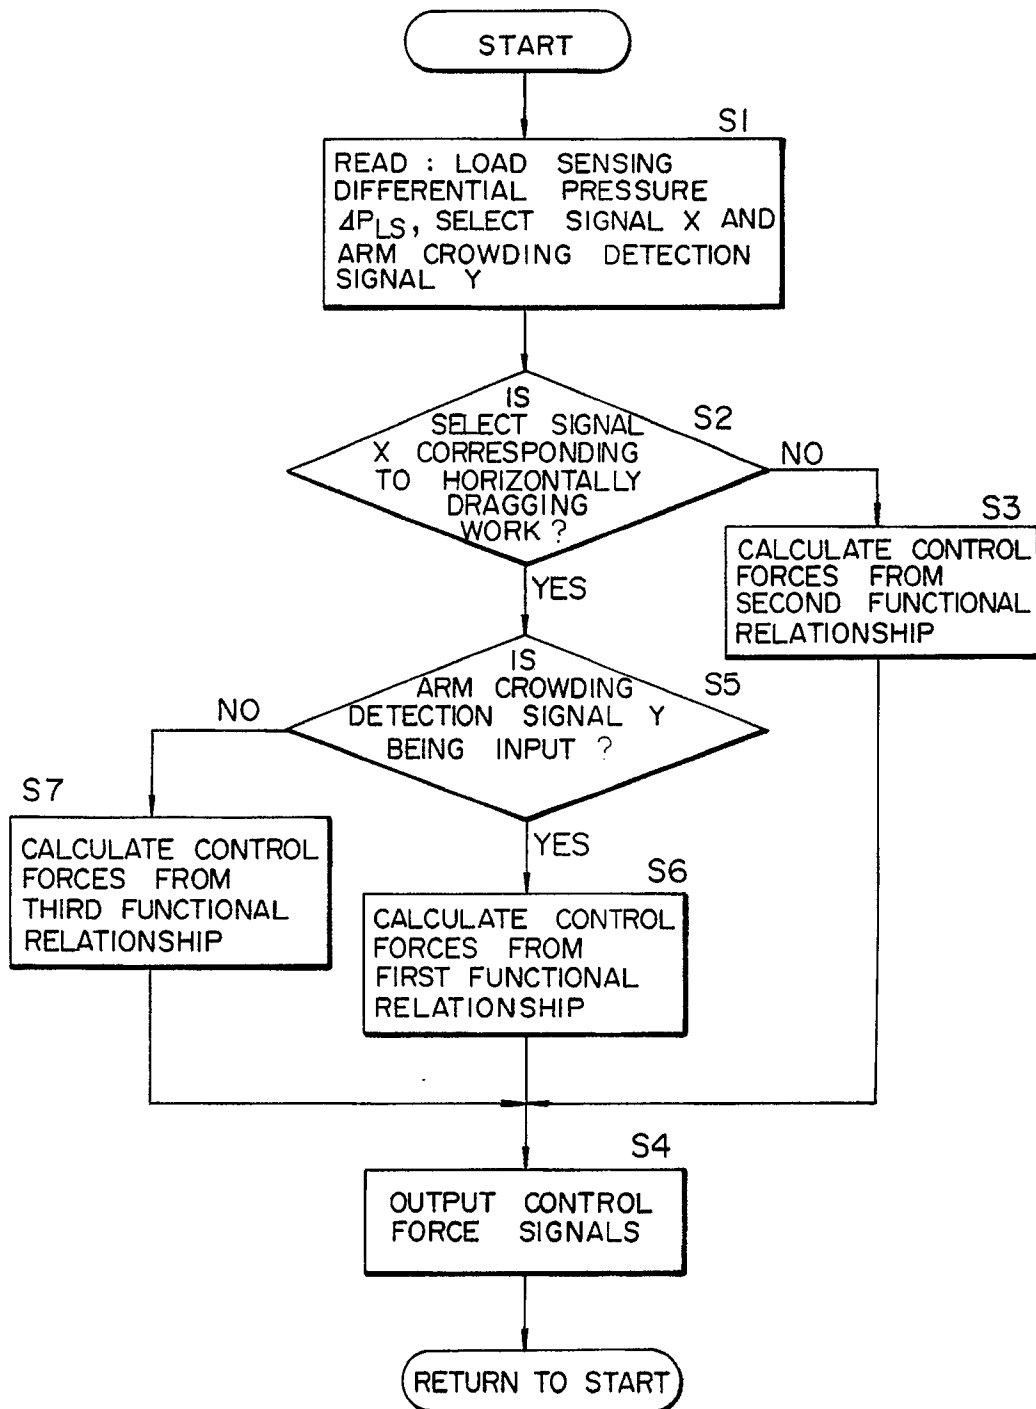 START
S1
READ : LOAD SENSING
DIFFERENTIAL PRESSURE
ΔPLS, SELECT SIGNAL X AND
ARM CROWDING DETECTION
SIGNAL Y
IS
SELECT SIGNAL
X CORRESPONDING
TO HORIZONTALLY
DRAGGING
WORK ?
S2
NO
YES
S3
CALCULATE CONTROL
FORCES FROM
SECOND FUNCTIONAL
RELATIONSHIP
IS
ARM CROWDING
DETECTION SIGNAL Y
BEING INPUT ?
S5
NO
YES
S7
CALCULATE CONTROL
FORCES FROM
THIRD FUNCTIONAL
RELATIONSHIP
S6
CALCULATE CONTROL
FORCES FROM
FIRST FUNCTIONAL
RELATIONSHIP
S4
OUTPUT CONTROL
FORCE SIGNALS
RETURN TO START